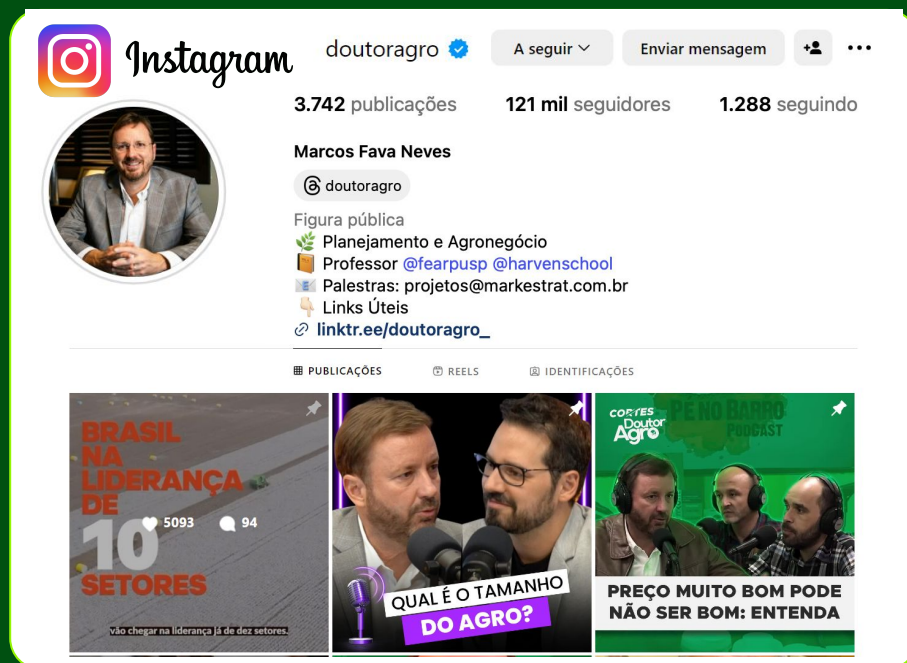 Instagram
doutoragro
A seguir
Enviar mensagem
3.742 publicações
121 mil seguidores
1.288 seguindo
Marcos Fava Neves
doutoragro
Figura pública
Planejamento e Agronegócio
Professor @fearpusp @harvenschool
Palestras: projetos@markestrat.com.br
Links Úteis
linktr.ee/doutoragro_
PUBLICAÇÕES
REELS
IDENTIFICAÇÕES
BRASIL
NA
LIDERANÇA
DE
10
SETORES
5093
94
vão chegar na liderança já de dez setores.
QUAL É O TAMANHO
DO AGRO?
CORTES
Doutor
Agro
PÉ NO BARRO
PODCAST
PREÇO MUITO BOM PODE
NÃO SER BOM: ENTENDA